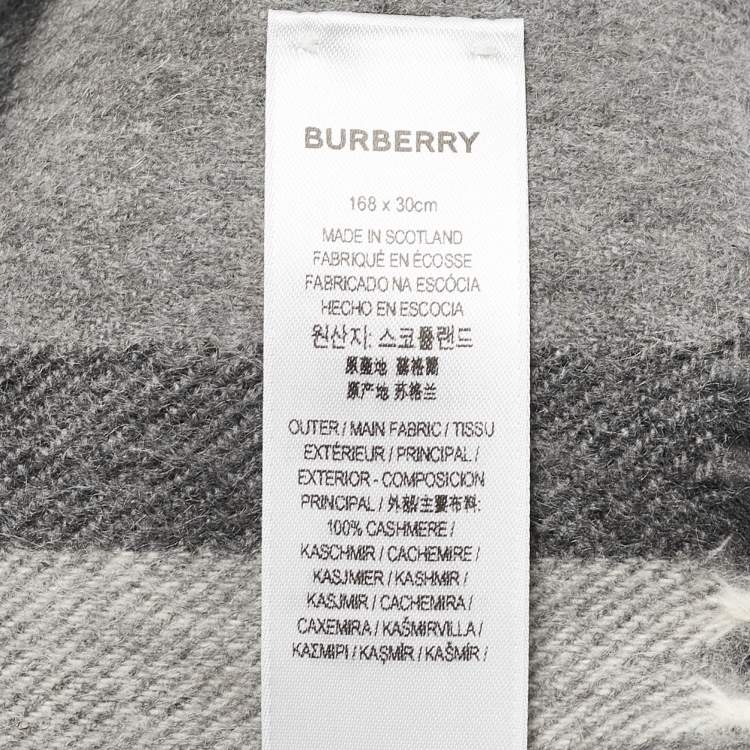 BURBERRY
168 x 30cm
MADE IN SCOTLAND
FABRIQUÉ EN ÉCOSSE
FABRICADO NA ESCÓCIA
HECHO EN ESCOCIA
원산지: 스코틀랜드
原產地 蘇格蘭
原产地 苏格兰
OUTER / MAIN FABRIC / TISSU
EXTÉRIEUR / PRINCIPAL /
EXTERIOR - COMPOSICION
PRINCIPAL / 外部/主要布料:
100% CASHMERE /
KASCHMIR / CACHEMIRE /
KASJMIER / KASHMIR /
KASJMIR / CACHEMIRA /
CAXEMIRA / KAŠMIRVILLA /
ΚΑΣΜΙΡΙ / KAŞMİR / KAŠMÍR /